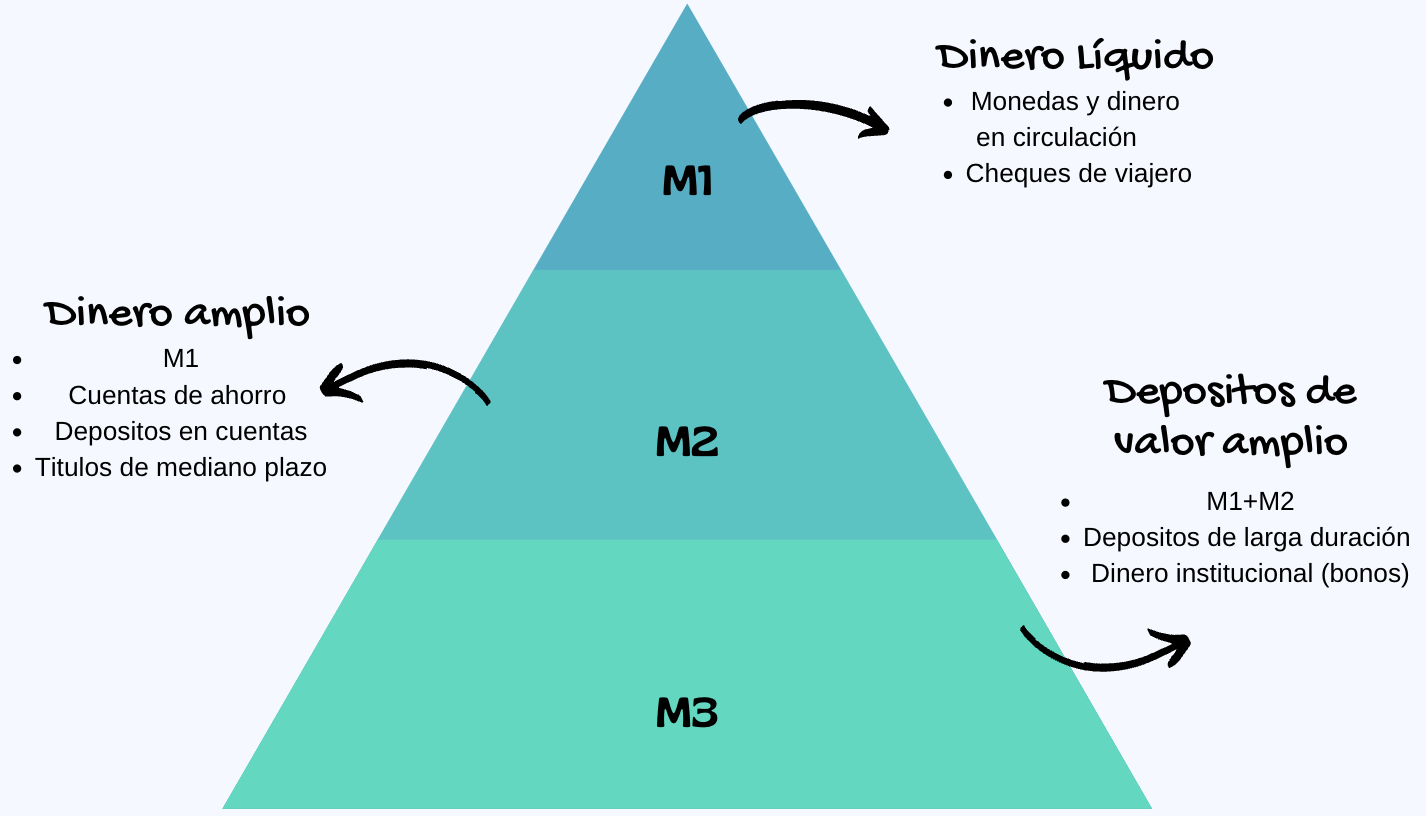 Dinero Líquido
• Monedas y dinero
en circulación
• Cheques de viajero
M1
Dinero amplio
• M1
• Cuentas de ahorro
• Depositos en cuentas
• Titulos de mediano plazo
M2
Depositos de
valor amplio
• M1+M2
• Depositos de larga duración
• Dinero institucional (bonos)
M3